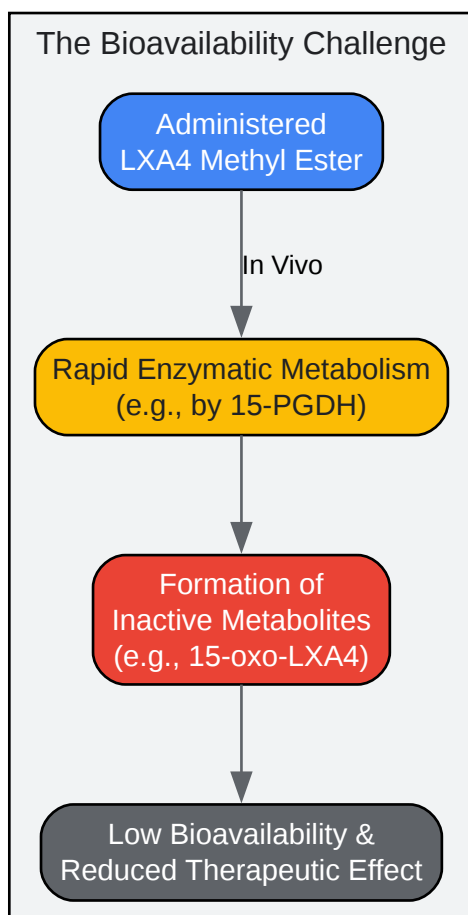 The Bioavailability Challenge
Administered
LXA4 Methyl Ester
In Vivo
Rapid Enzymatic Metabolism
(e.g., by 15-PGDH)
Formation of
Inactive Metabolites
(e.g., 15-oxo-LXA4)
Low Bioavailability &
Reduced Therapeutic Effect